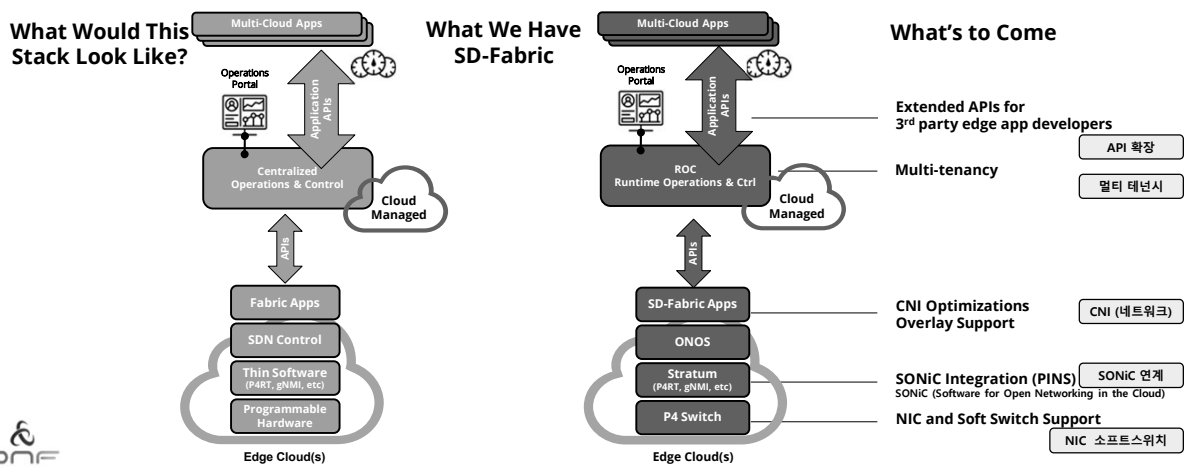 What Would This
Stack Look Like?
Multi-Cloud Apps
Operations
Portal
Application
APIs
Centralized
Operations & Control
Cloud
Managed
APIs
Fabric Apps
SDN Control
Thin Software
(P4RT, gNMI, etc)
Programmable
Hardware
Edge Cloud(s)
What We Have
SD-Fabric
Multi-Cloud Apps
Operations
Portal
Application
APIs
ROC
Runtime Operations & Ctrl
Cloud
Managed
APIs
SD-Fabric Apps
ONOS
Stratum
(P4RT, gNMI, etc)
P4 Switch
Edge Cloud(s)
What's to Come
Extended APIs for
3rd party edge app developers
API 확장
Multi-tenancy
멀티 테넌시
CNI Optimizations
Overlay Support
CNI (네트워크)
SONiC Integration (PINS)
SONiC 연계
SONiC (Software for Open Networking in the Cloud)
NIC and Soft Switch Support
NIC 소프트스위치